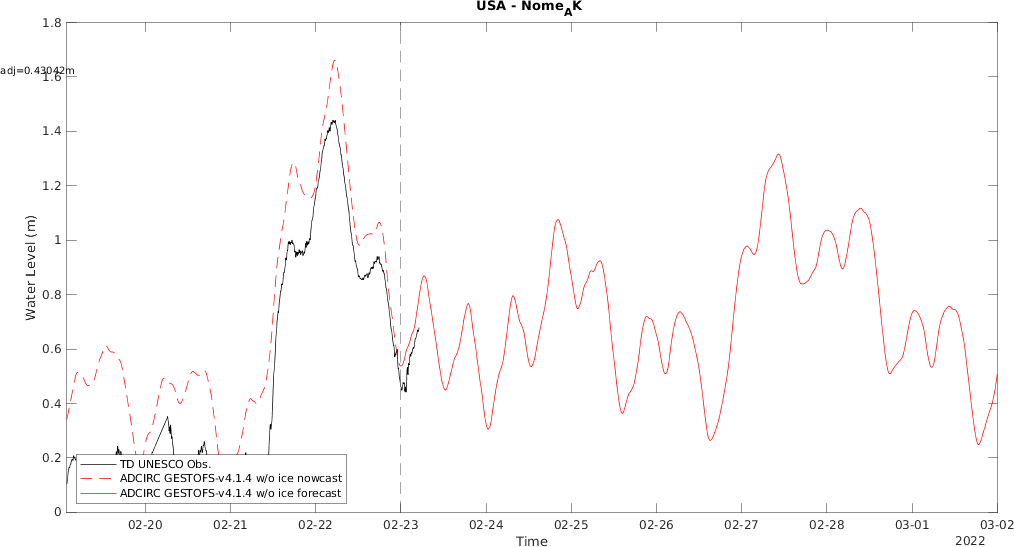 USA - Nome_AK
adj=0.43042m
1.8
1.6
1.4
1.2
1
0.8
0.6
0.4
0.2
0
Water Level (m)
TD UNESCO Obs.
ADCIRC GESTOFS-v4.1.4 w/o ice nowcast
ADCIRC GESTOFS-v4.1.4 w/o ice forecast
02-20 02-21 02-22 02-23 02-24 02-25 02-26 02-27 02-28 03-01 03-02
Time
2022